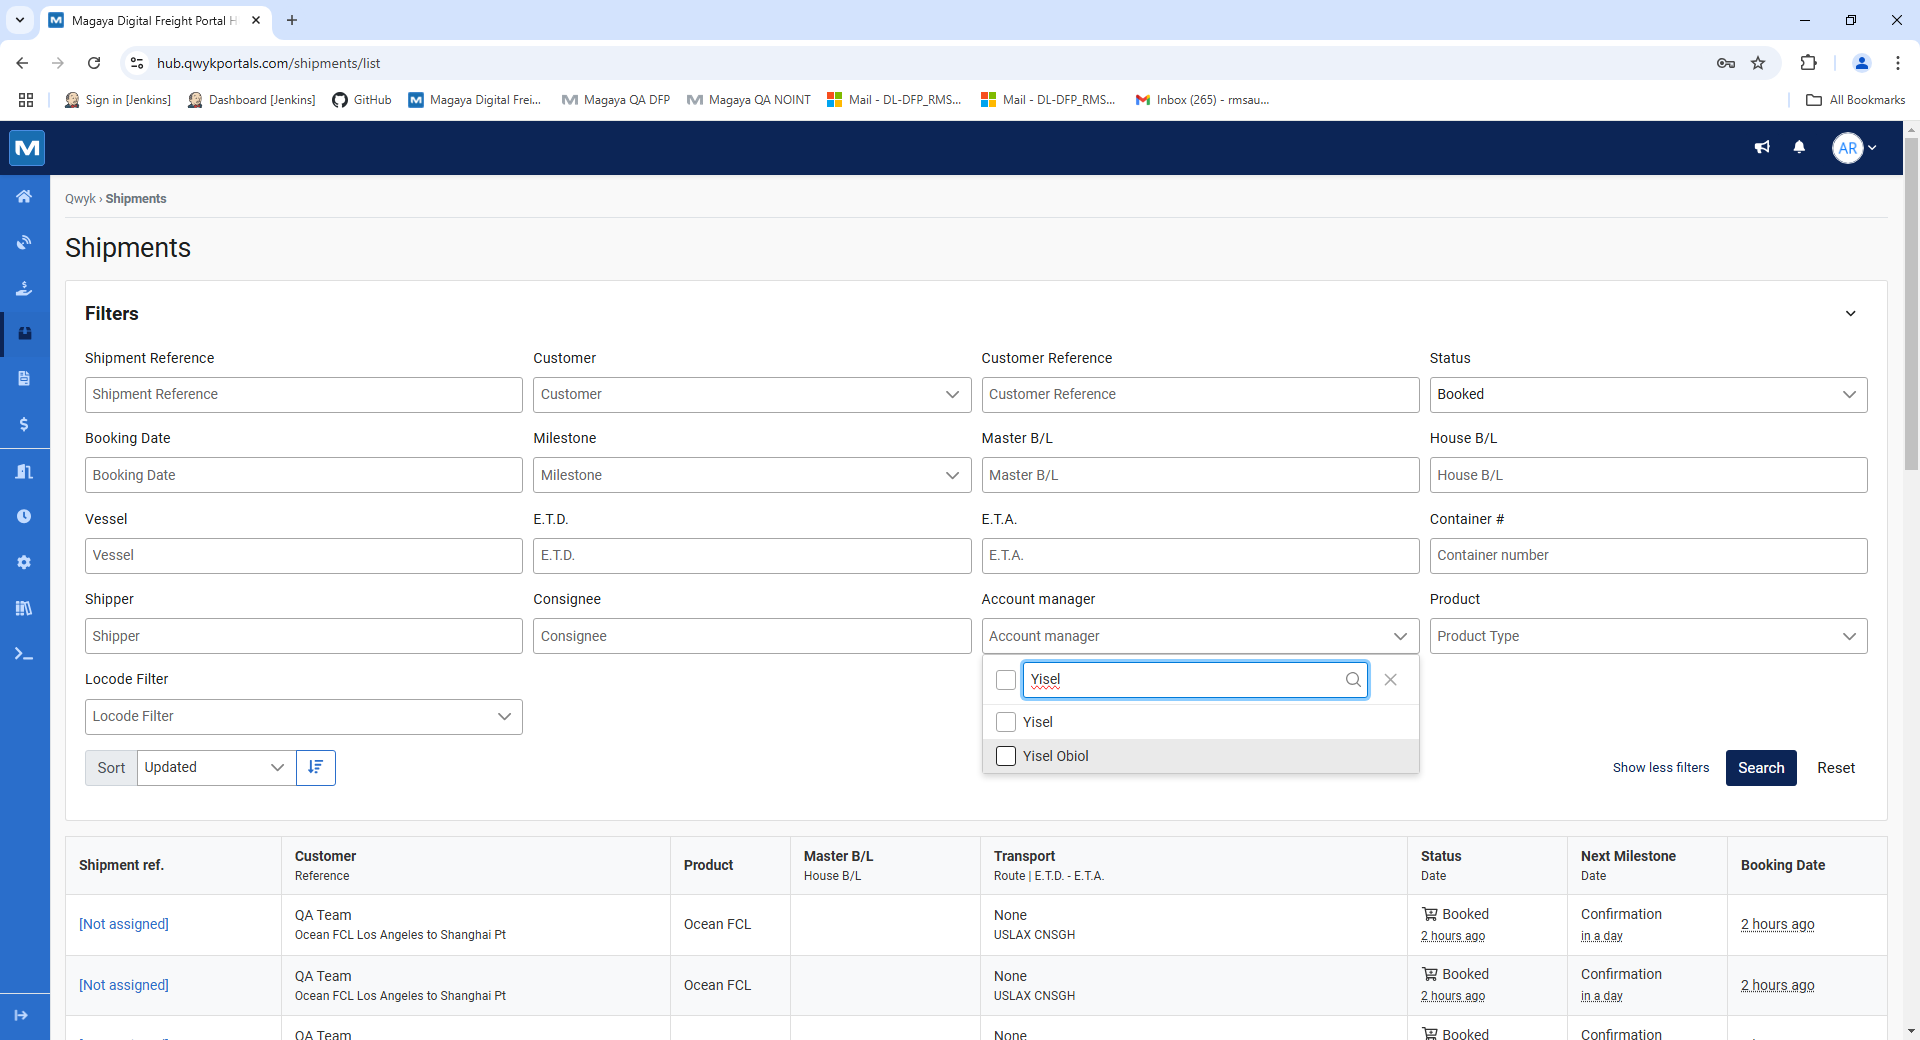 Magaya Digital Freight Portal H
hub.qwykportals.com/shipments/list
Sign in [Jenkins]
Dashboard [Jenkins]
GitHub
Magaya Digital Frei...
Magaya QA DFP
Magaya QA NOINT
Mail - DL-DFP_RMS...
Mail - DL-DFP_RMS...
Inbox (265) - rmsau...
All Bookmarks
AR
Qwyk › Shipments
Shipments
Filters
Shipment Reference
Customer
Customer Reference
Status
Shipment Reference
Customer
Customer Reference
Booked
Booking Date
Milestone
Master B/L
House B/L
Booking Date
Milestone
Master B/L
House B/L
Vessel
E.T.D.
E.T.A.
Container #
Vessel
E.T.D.
E.T.A.
Container number
Shipper
Consignee
Account manager
Product
Shipper
Consignee
Account manager
Product Type
Locode Filter
Yisel
Locode Filter
Yisel
Yisel Obiol
Sort
Updated
Show less filters
Search
Reset
Shipment ref.
Customer
Reference
Product
Master B/L
House B/L
Transport
Route | E.T.D. - E.T.A.
Status
Date
Next Milestone
Date
Booking Date
[Not assigned]
QA Team
Ocean FCL Los Angeles to Shanghai Pt
Ocean FCL
None
USLAX CNSGH
Booked
2 hours ago
Confirmation
in a day
2 hours ago
[Not assigned]
QA Team
Ocean FCL Los Angeles to Shanghai Pt
Ocean FCL
None
USLAX CNSGH
Booked
2 hours ago
Confirmation
in a day
2 hours ago
QA Team
None
Booked
Confirmation